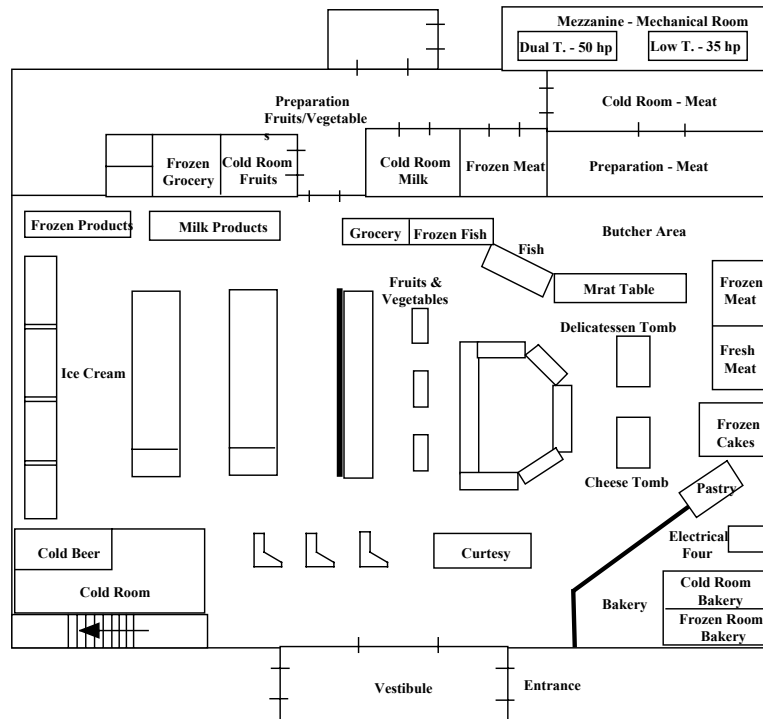 Mezzanine - Mechanical Room
Dual T. - 50 hp
Low T. - 35 hp
Preparation
Fruits/Vegetable
s
Cold Room - Meat
Frozen
Grocery
Cold Room
Fruits
Cold Room
Milk
Frozen Meat
Preparation - Meat
Frozen Products
Milk Products
Grocery
Frozen Fish
Butcher Area
Fish
Fruits &
Vegetables
Mrat Table
Frozen
Meat
Delicatessen Tomb
Fresh
Meat
Ice Cream
Frozen
Cakes
Cheese Tomb
Pastry
Cold Beer
Curtesy
Electrical
Four
Cold Room
Cold Room
Bakery
Bakery
Frozen Room
Bakery
Vestibule
Entrance